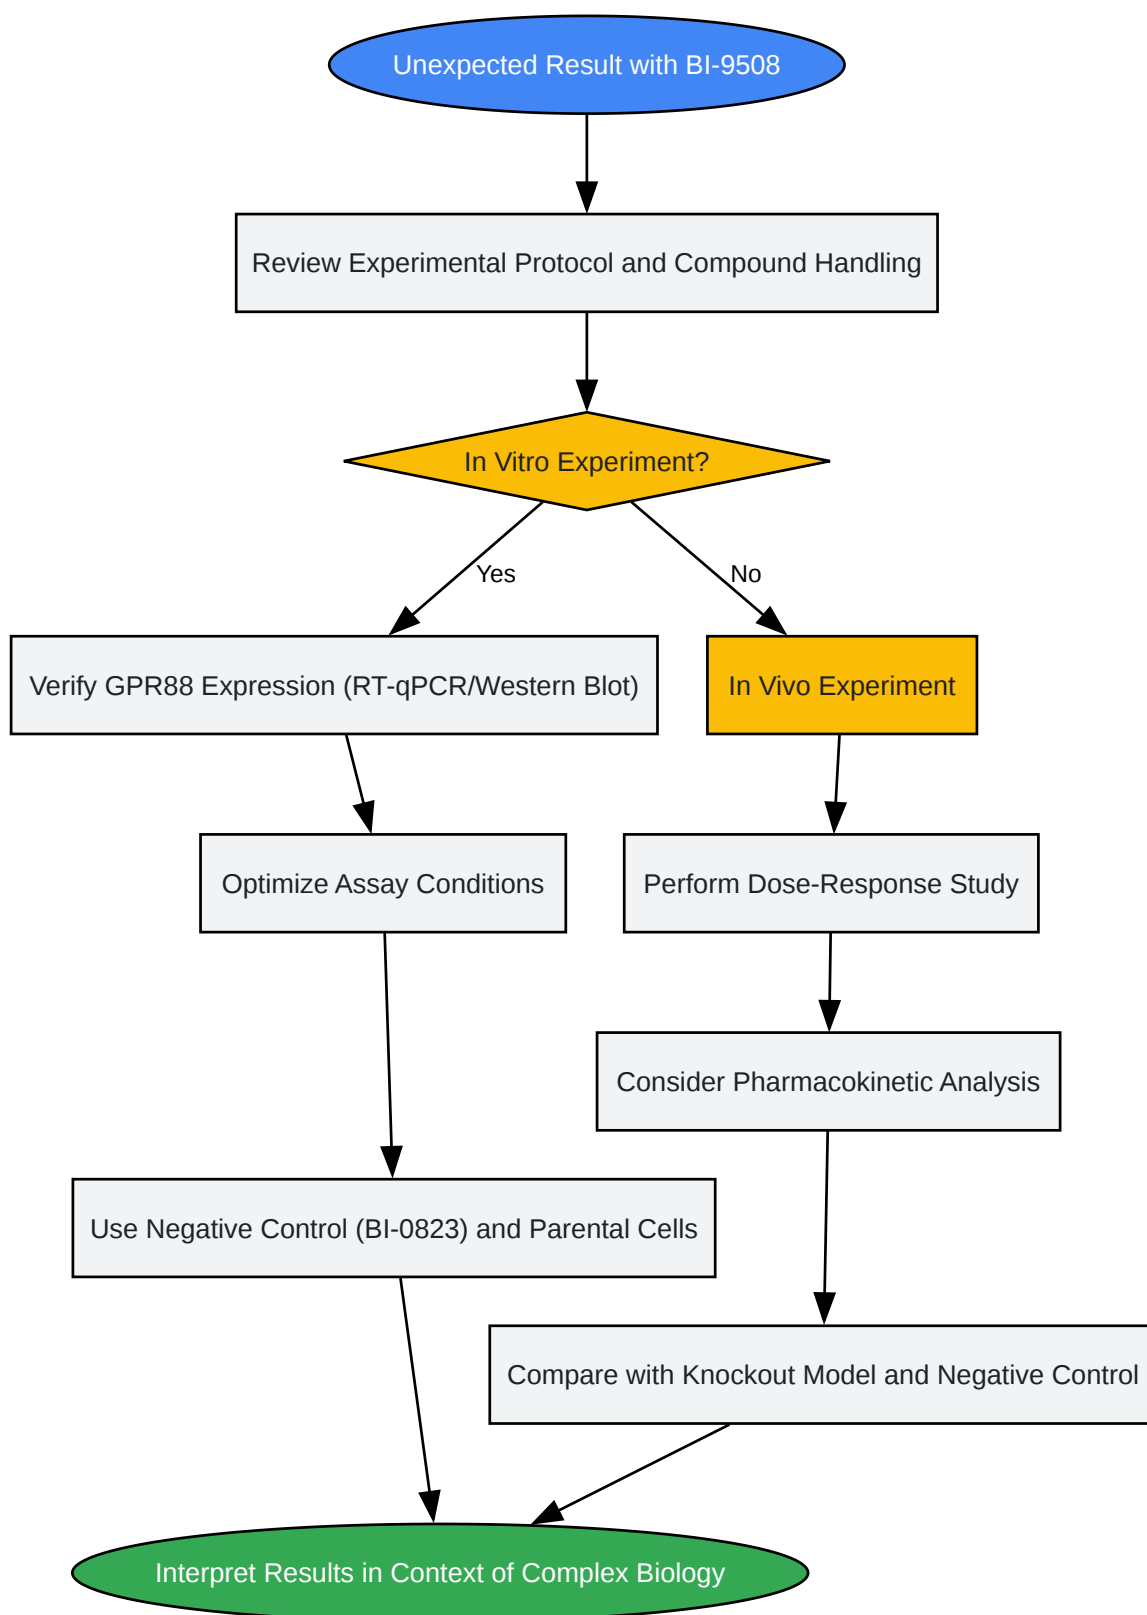 Unexpected Result with BI-9508
Review Experimental Protocol and Compound Handling
In Vitro Experiment?
Yes
No
Verify GPR88 Expression (RT-qPCR/Western Blot)
In Vivo Experiment
Optimize Assay Conditions
Perform Dose-Response Study
Consider Pharmacokinetic Analysis
Use Negative Control (BI-0823) and Parental Cells
Compare with Knockout Model and Negative Control
Interpret Results in Context of Complex Biology